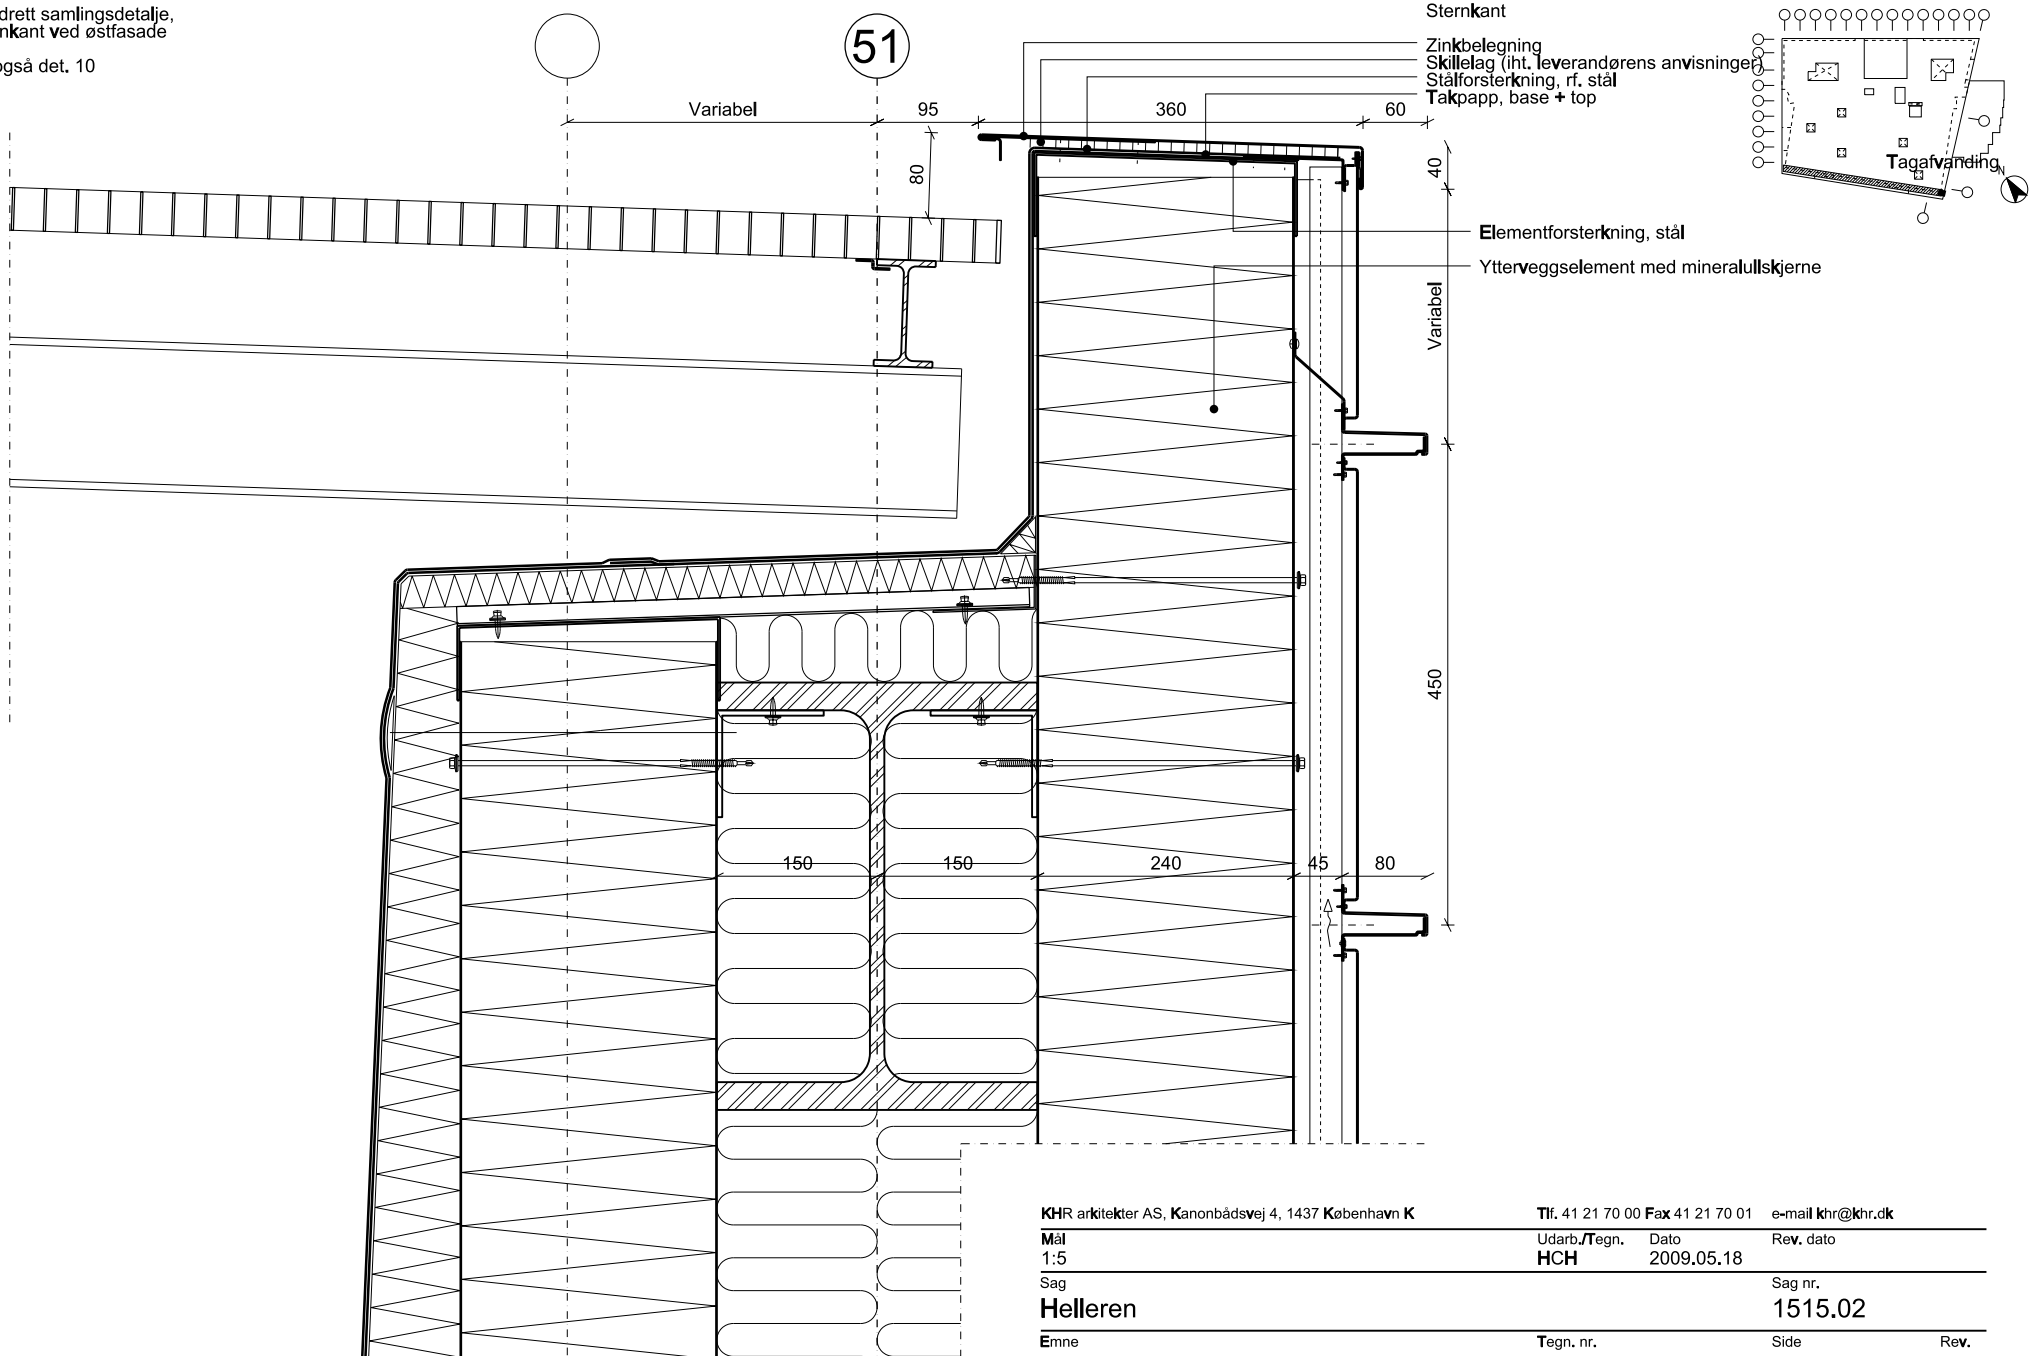 drett samlingsdetalje,
nkant ved østfasade
også det. 10
51
Sternkant
Zinkbelegning
Skillelag (iht. leverandørens anvisninger)
Stålforsterkning, rf. stål
Takpapp, base + top
Variabel
95
360
60
80
40
Tagafvanding
N
Elementforsterkning, stål
Ytterveggselement med mineralullskjerne
Variabel
450
150
150
240
45
80
KHR arkitekter AS, Kanonbådsvej 4, 1437 København K
Tlf. 41 21 70 00 Fax 41 21 70 01
e-mail khr@khr.dk
Mål
Udarb./Tegn.
Dato
Rev. dato
1:5
HCH
2009.05.18
Sag
Sag nr.
Helleren
1515.02
Emne
Tegn. nr.
Side
Rev.